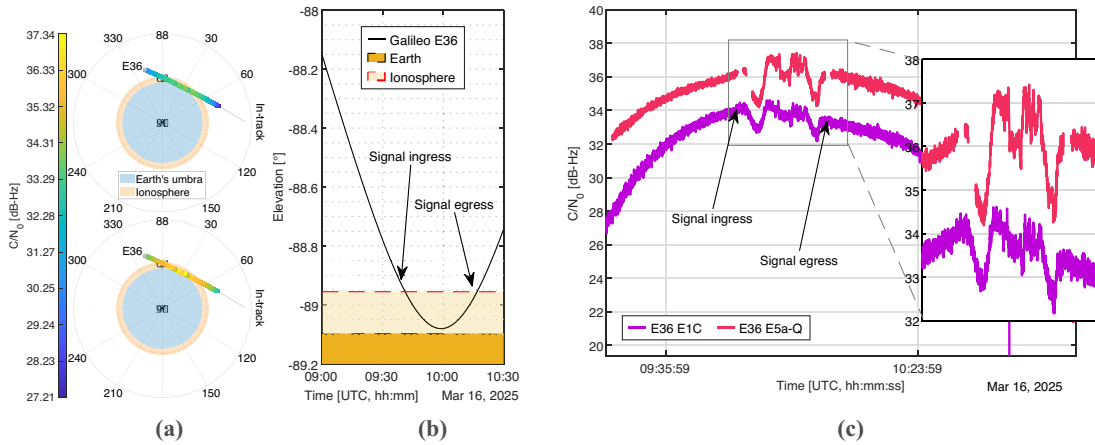 37.34
36.33
35.32
34.31
33.29
32.28
31.27
30.25
29.24
28.23
27.21
C/N0 [dB-Hz]
88
330
30
300
60
E36
In-track
240
120
210
150
Earth's umbra
Ionosphere
88
330
30
300
60
E36
In-track
240
120
210
150
(a)
-88
-88.2
-88.4
-88.6
-88.8
-89
-89.2
Elevation [°]
Galileo E36
Earth
Ionosphere
Signal ingress
Signal egress
09:00
09:30
10:00
10:30
Time [UTC, hh:mm]
Mar 16, 2025
(b)
40
38
36
34
32
30
28
26
24
22
20
C/N0 [dB-Hz]
Signal ingress
Signal egress
E36 E1C
E36 E5a-Q
09:35:59
10:23:59
Time [UTC, hh:mm:ss]
Mar 16, 2025
38
37
36
35
34
33
32
(c)